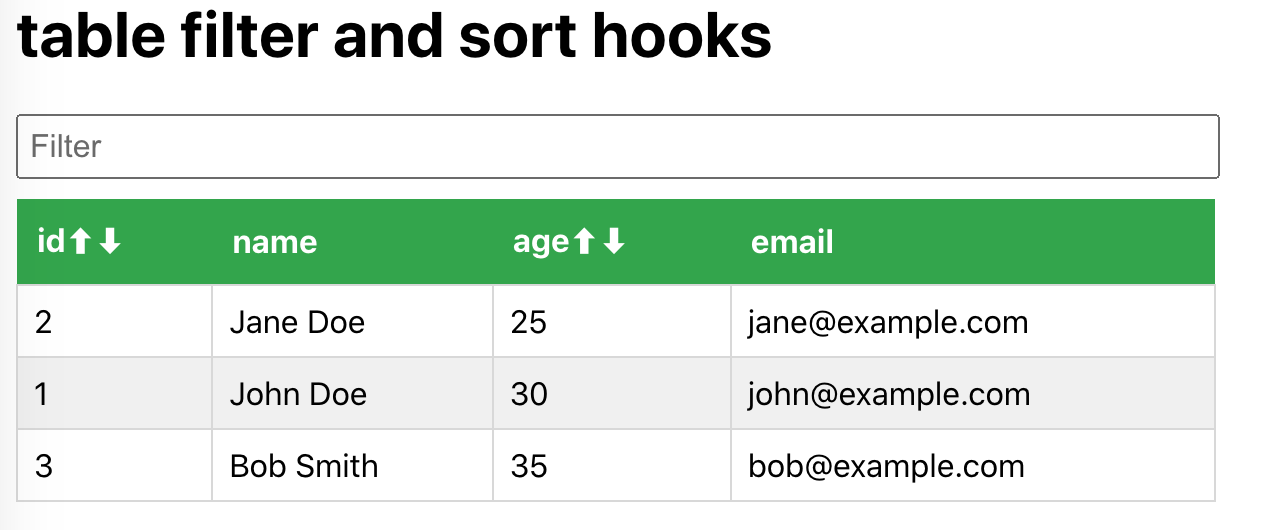 table filter and sort hooks
Filter
id⬆⬇ name age⬆⬇ email
2 Jane Doe 25 jane@example.com
1 John Doe 30 john@example.com
3 Bob Smith 35 bob@example.com